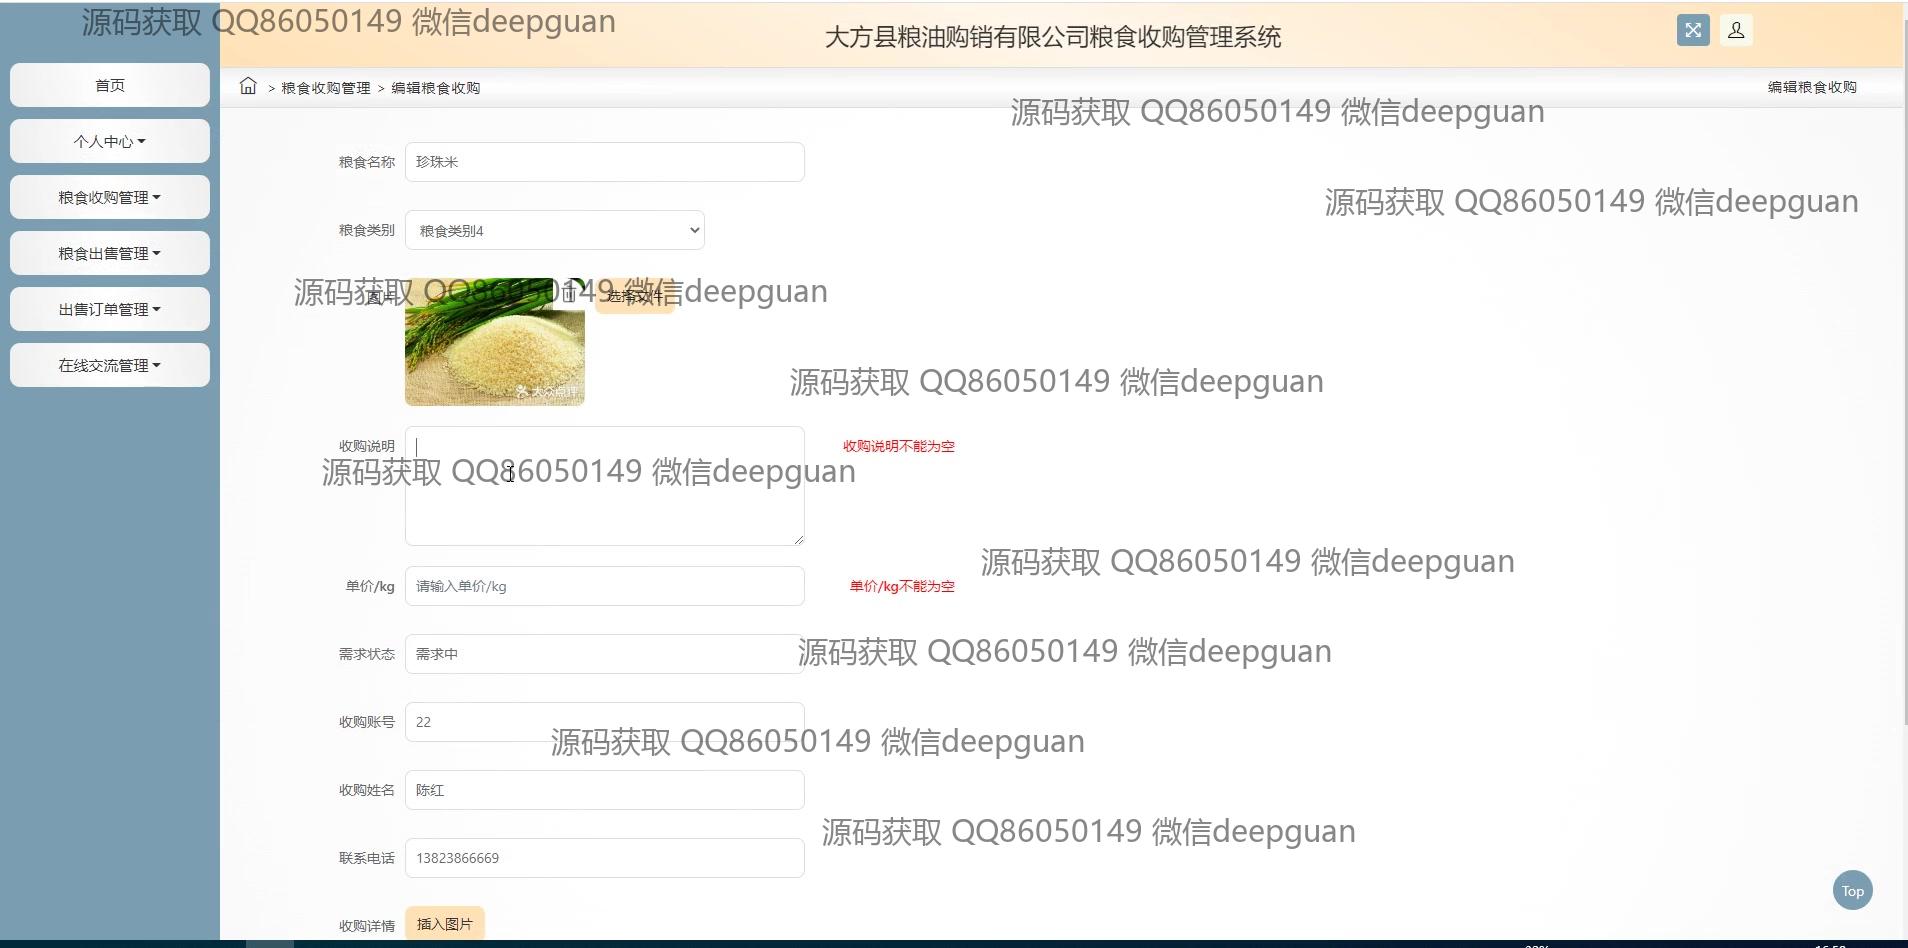 源码获取 QQ86050149 微信deepguan
大方县粮油购销有限公司粮食收购管理系统
首页
个人中心
粮食收购管理
粮食出售管理
出售订单管理
在线交流管理
> 粮食收购管理 > 编辑粮食收购
编辑粮食收购
源码获取 QQ86050149 微信deepguan
粮食名称 珍珠米
源码获取 QQ86050149 微信deepguan
粮食类别 粮食类别4
源码获取 QQ86050149 微信deepguan
图片 选择文件
大众点评
源码获取 QQ86050149 微信deepguan
收购说明 收购说明不能为空
源码获取 QQ86050149 微信deepguan
源码获取 QQ86050149 微信deepguan
单价/kg 请输入单价/kg 单价/kg不能为空
需求状态 需求中
源码获取 QQ86050149 微信deepguan
收购账号 22
源码获取 QQ86050149 微信deepguan
收购姓名 陈红
源码获取 QQ86050149 微信deepguan
联系电话 13823866669
Top
收购详情 插入图片